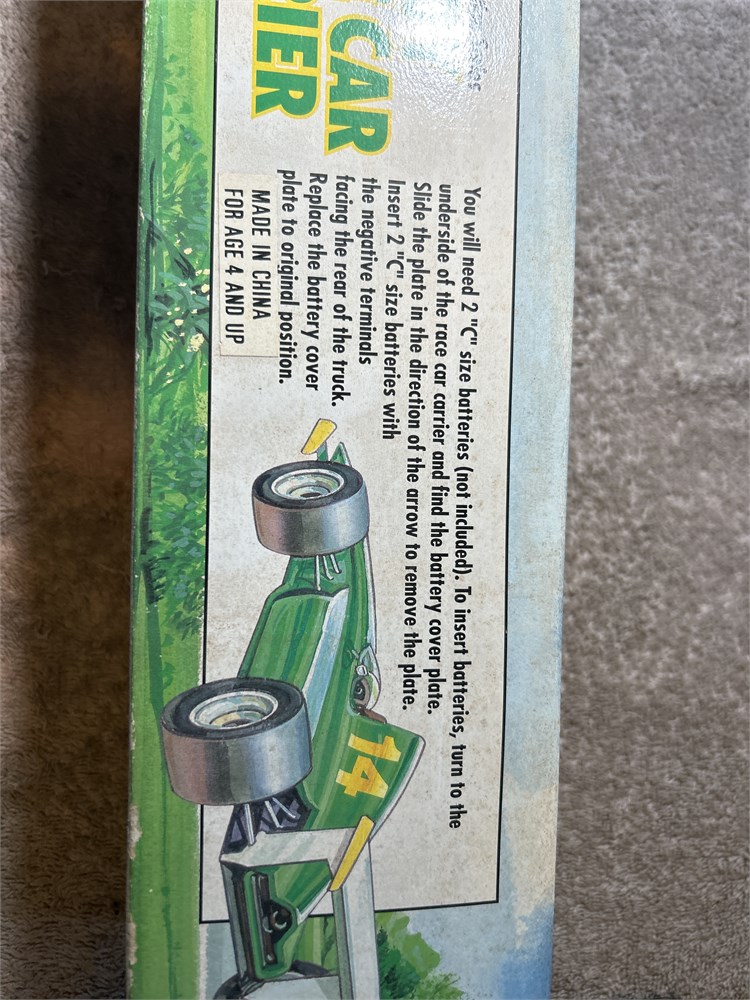 CAR
You will need 2 "C" size batteries (not included). To insert batteries, turn to the
underside of the race car carrier and find the battery cover plate.
Slide the plate in the direction of the arrow to remove the plate.
Insert 2 "C" size batteries with
the negative terminals
facing the rear of the truck.
Replace the battery cover
plate to original position.
MADE IN CHINA
FOR AGE 4 AND UP
14